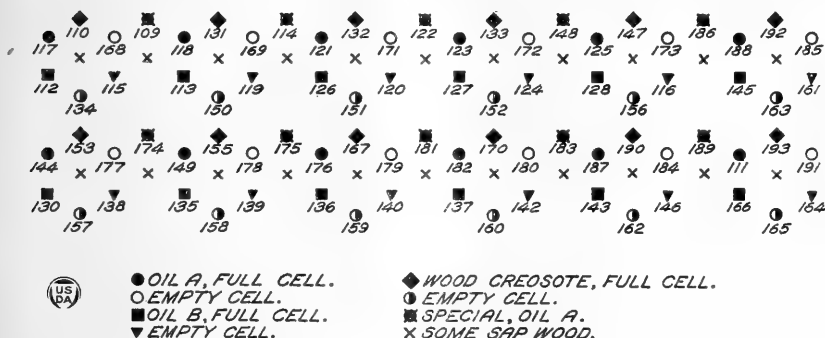 110 109 131 114 132 122 133 148 147 186 192
117 168 118 169 121 171 123 172 125 173 188 185
112 115 113 119 126 120 127 124 128 116 145 161
134 150 151 152 156 163
153 174 155 175 167 181 170 183 190 189 193
144 177 149 178 176 179 182 180 187 184 111 191
130 138 135 139 136 140 137 142 143 146 166 164
157 158 159 160 162 165
US
DA
OIL A, FULL CELL.
EMPTY CELL.
OIL B, FULL CELL.
EMPTY CELL.
WOOD CREOSOTE, FULL CELL.
EMPTY CELL.
SPECIAL, OIL A.
X SOME SAP WOOD.